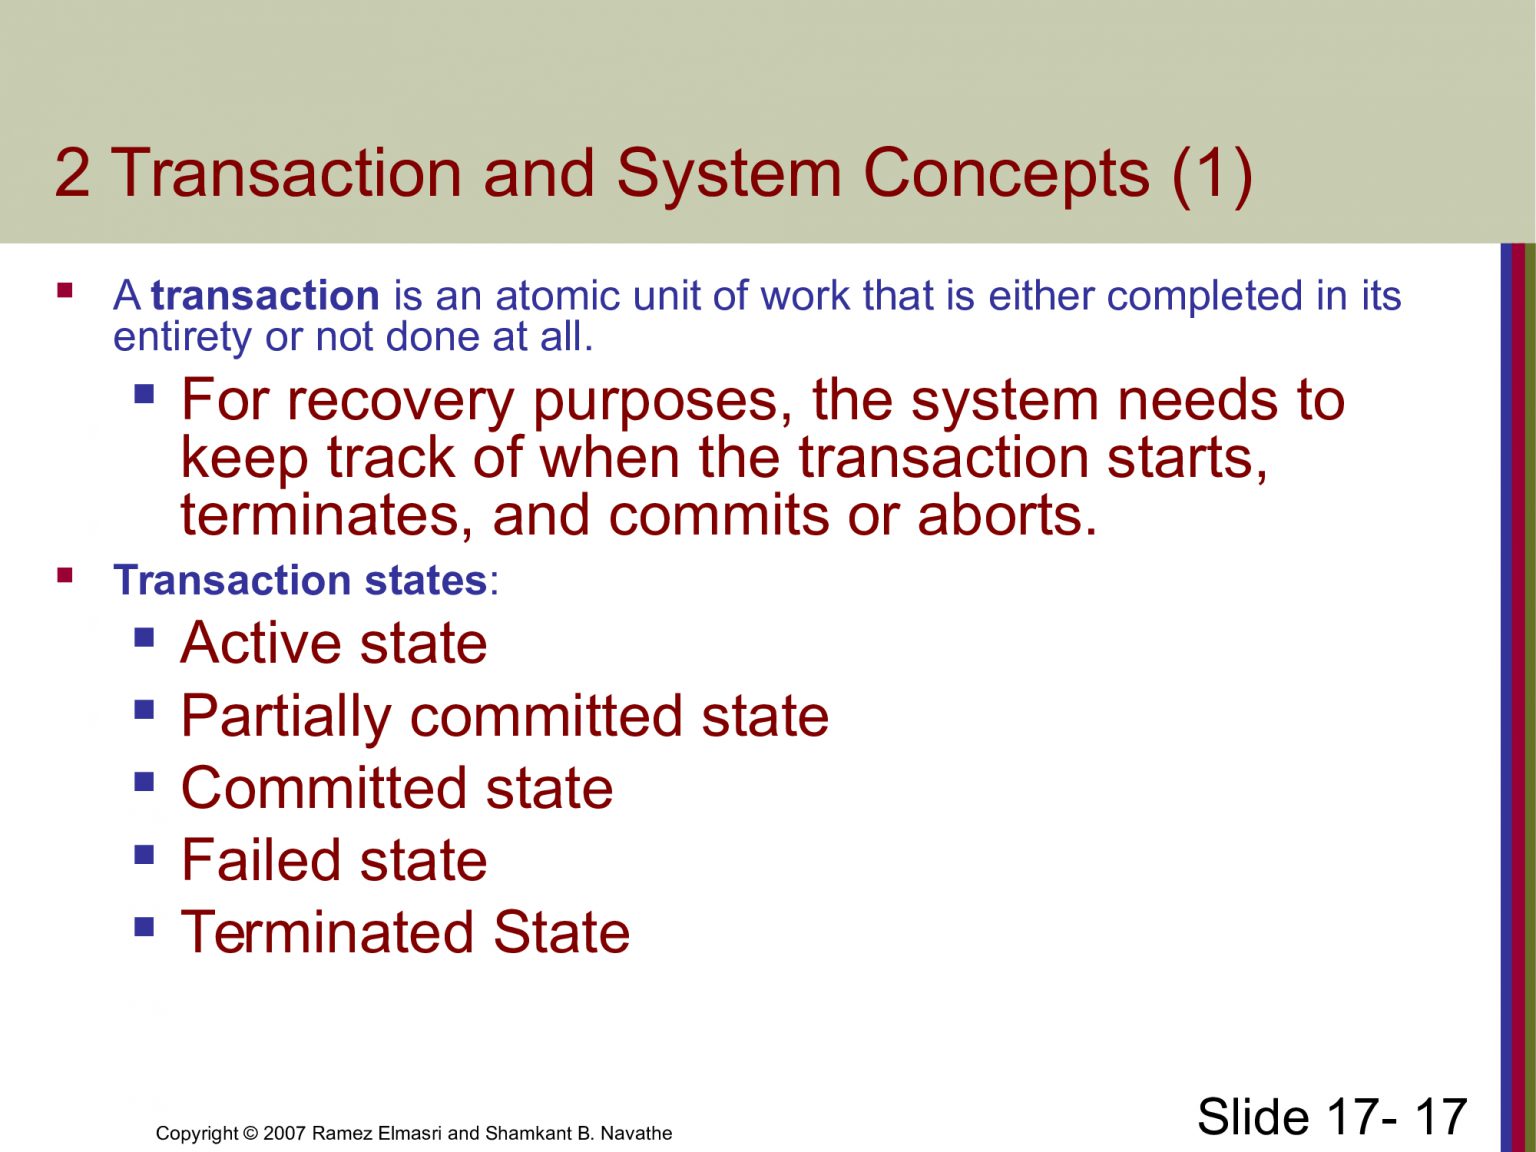 2 Transaction and System Concepts (1)
A transaction is an atomic unit of work that is either completed in its
entirety or not done at all.
For recovery purposes, the system needs to
keep track of when the transaction starts,
terminates, and commits or aborts.
Transaction states:
Active state
Partially committed state
Committed state
Failed state
Terminated State
Copyright © 2007 Ramez Elmasri and Shamkant B. Navathe
Slide 17- 17